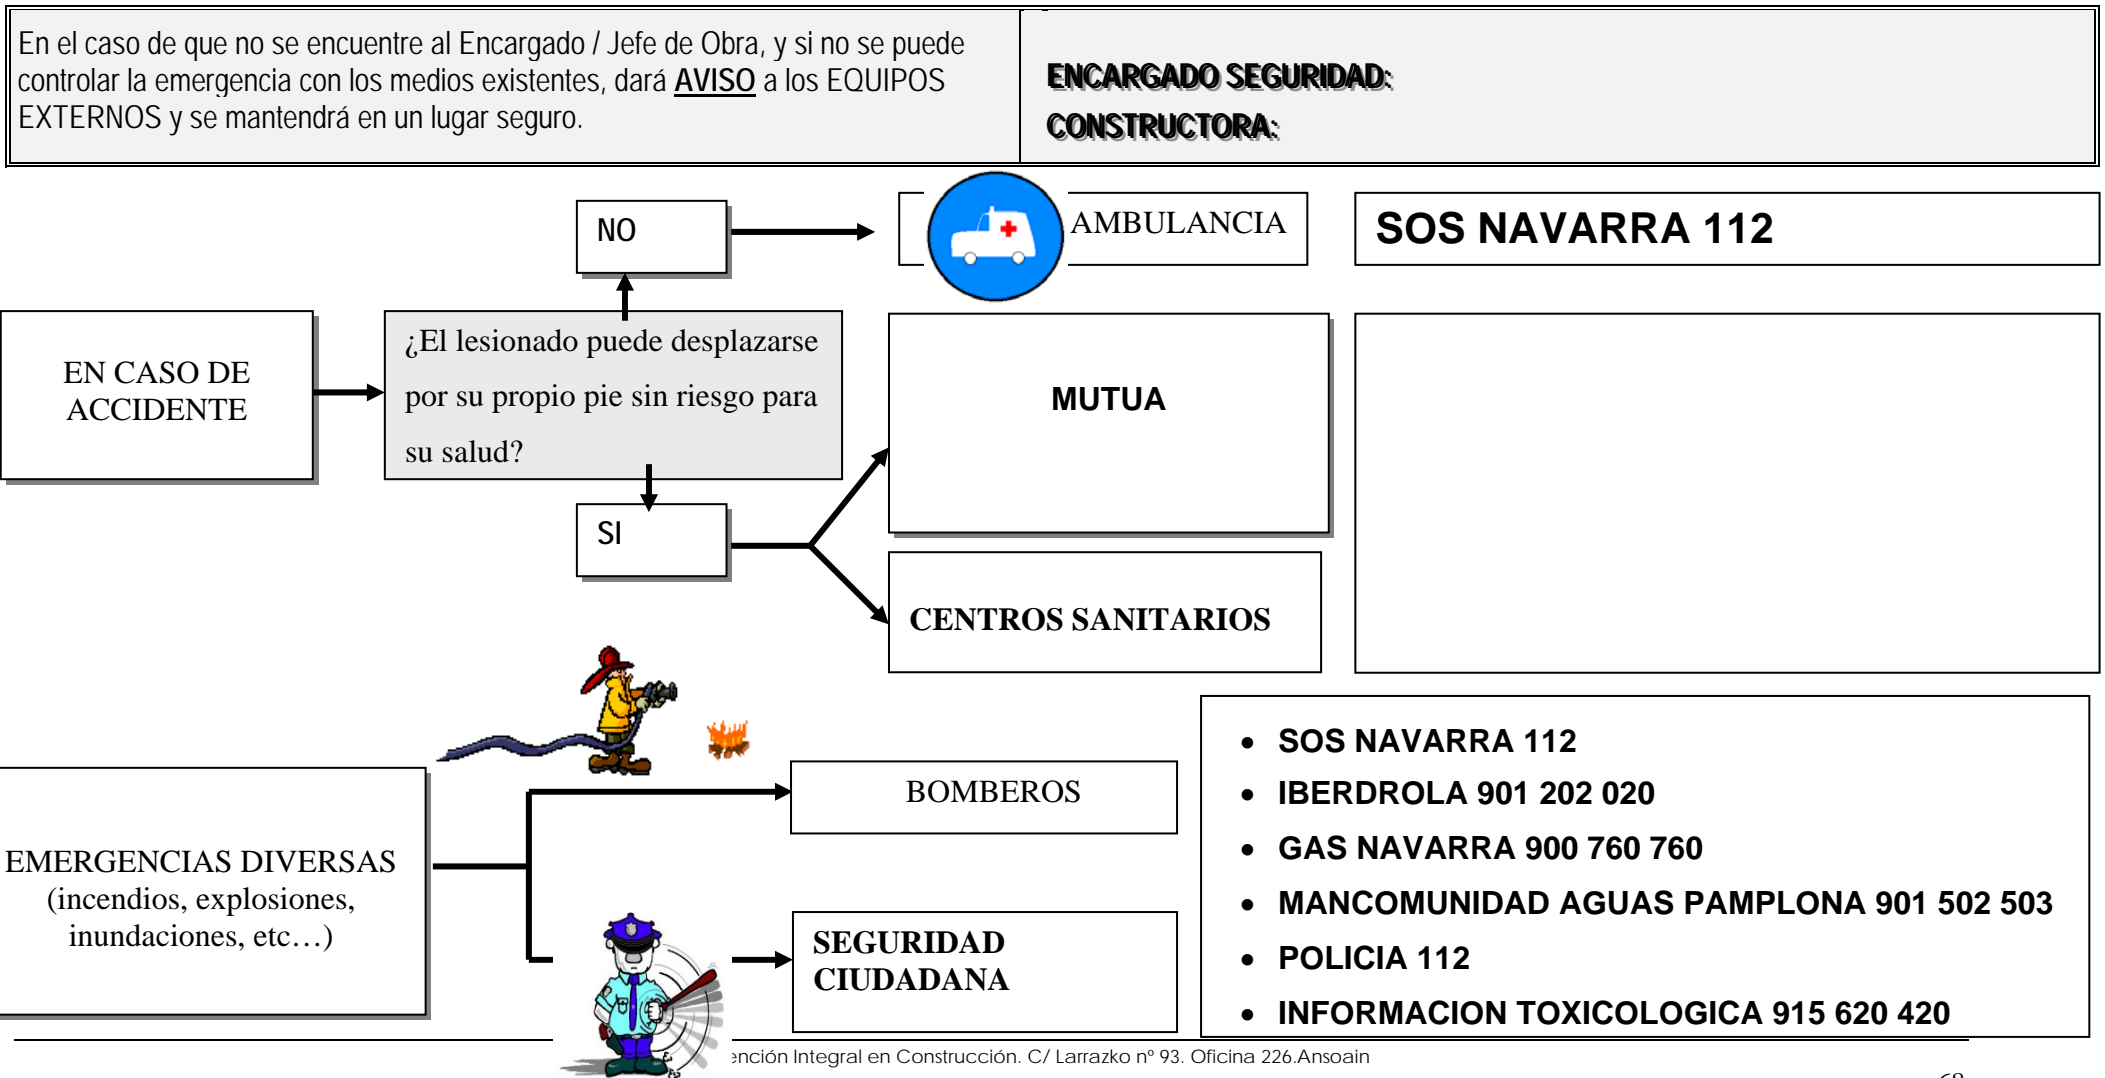 En el caso de que no se encuentre al Encargado / Jefe de Obra, y si no se puede
controlar la emergencia con los medios existentes, dará AVISO a los EQUIPOS
EXTERNOS y se mantendrá en un lugar seguro.
ENCARGADO SEGURIDAD:
CONSTRUCTORA:
NO
AMBULANCIA
SOS NAVARRA 112
EN CASO DE
ACCIDENTE
¿El lesionado puede desplazarse
por su propio pie sin riesgo para
su salud?
MUTUA
SI
CENTROS SANITARIOS
EMERGENCIAS DIVERSAS
(incendios, explosiones,
inundaciones, etc…)
BOMBEROS
SEGURIDAD
CIUDADANA
• SOS NAVARRA 112
• IBERDROLA 901 202 020
• GAS NAVARRA 900 760 760
• MANCOMUNIDAD AGUAS PAMPLONA 901 502 503
• POLICIA 112
• INFORMACION TOXICOLOGICA 915 620 420
ención Integral en Construcción. C/ Larrazko nº 93. Oficina 226.Ansoain